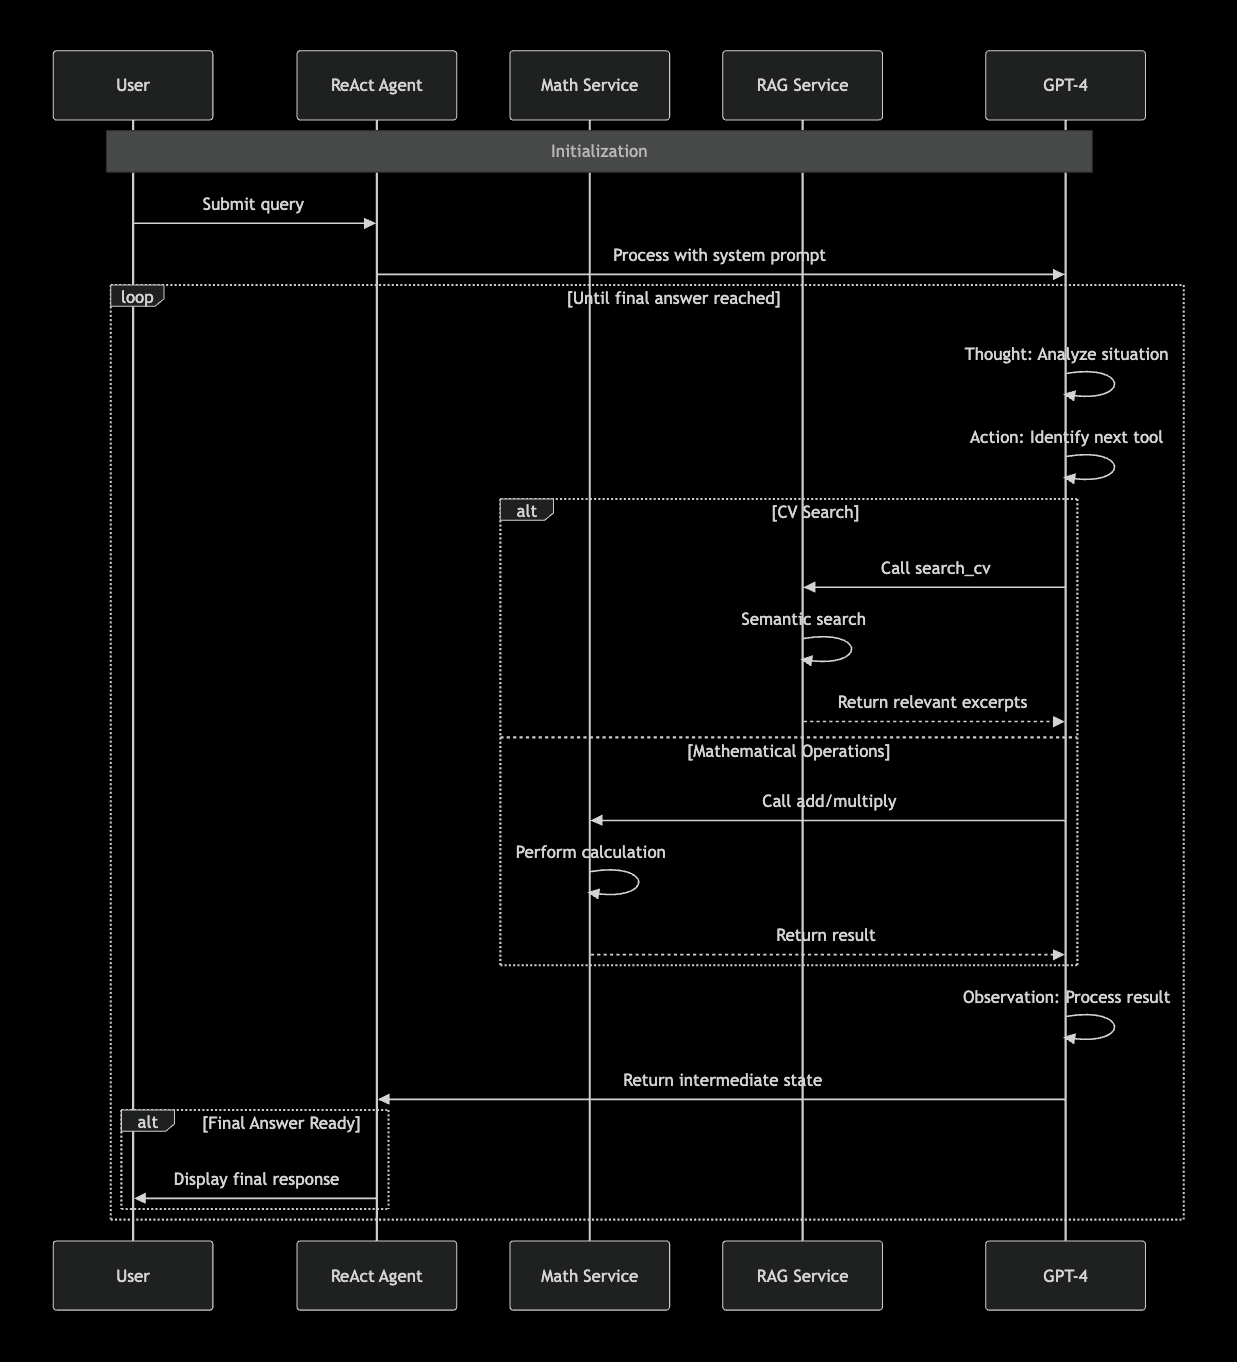 User
ReAct Agent
Math Service
RAG Service
GPT-4
Initialization
Submit query
Process with system prompt
loop
[Until final answer reached]
Thought: Analyze situation
Action: Identify next tool
alt
[CV Search]
Call search_cv
Semantic search
Return relevant excerpts
[Mathematical Operations]
Call add/multiply
Perform calculation
Return result
Observation: Process result
Return intermediate state
alt
[Final Answer Ready]
Display final response
User
ReAct Agent
Math Service
RAG Service
GPT-4